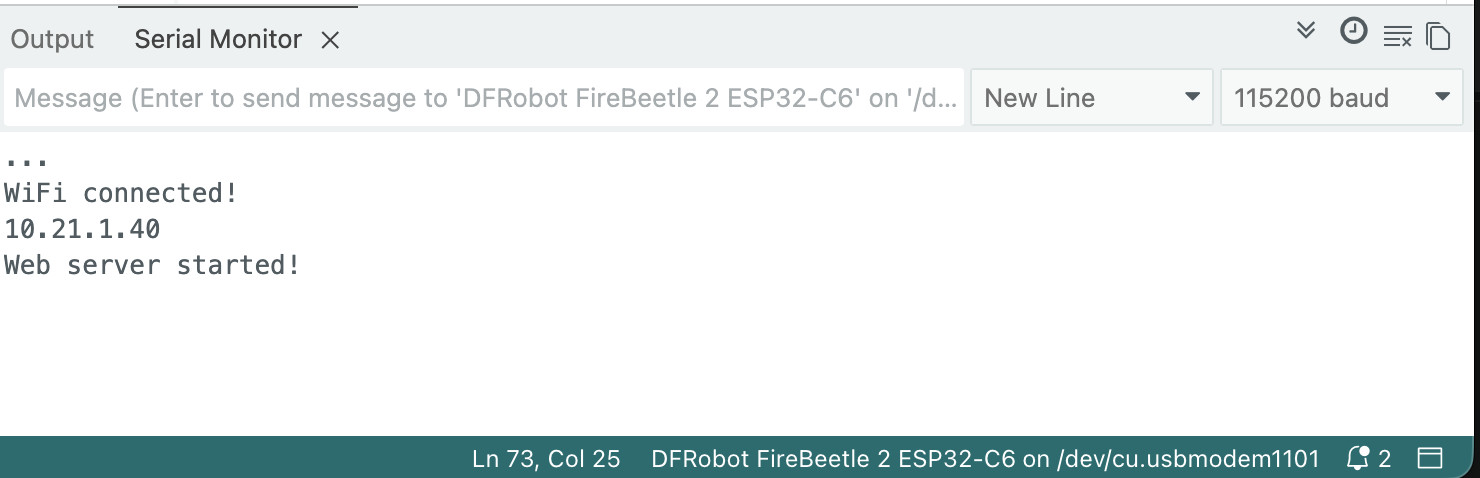 Output Serial Monitor
Message (Enter to send message to 'DFRobot FireBeetle 2 ESP32-C6' on '/d... New Line 115200 baud
...
WiFi connected!
10.21.1.40
Web server started!
Ln 73, Col 25 DFRobot FireBeetle 2 ESP32-C6 on /dev/cu.usbmodem1101 2